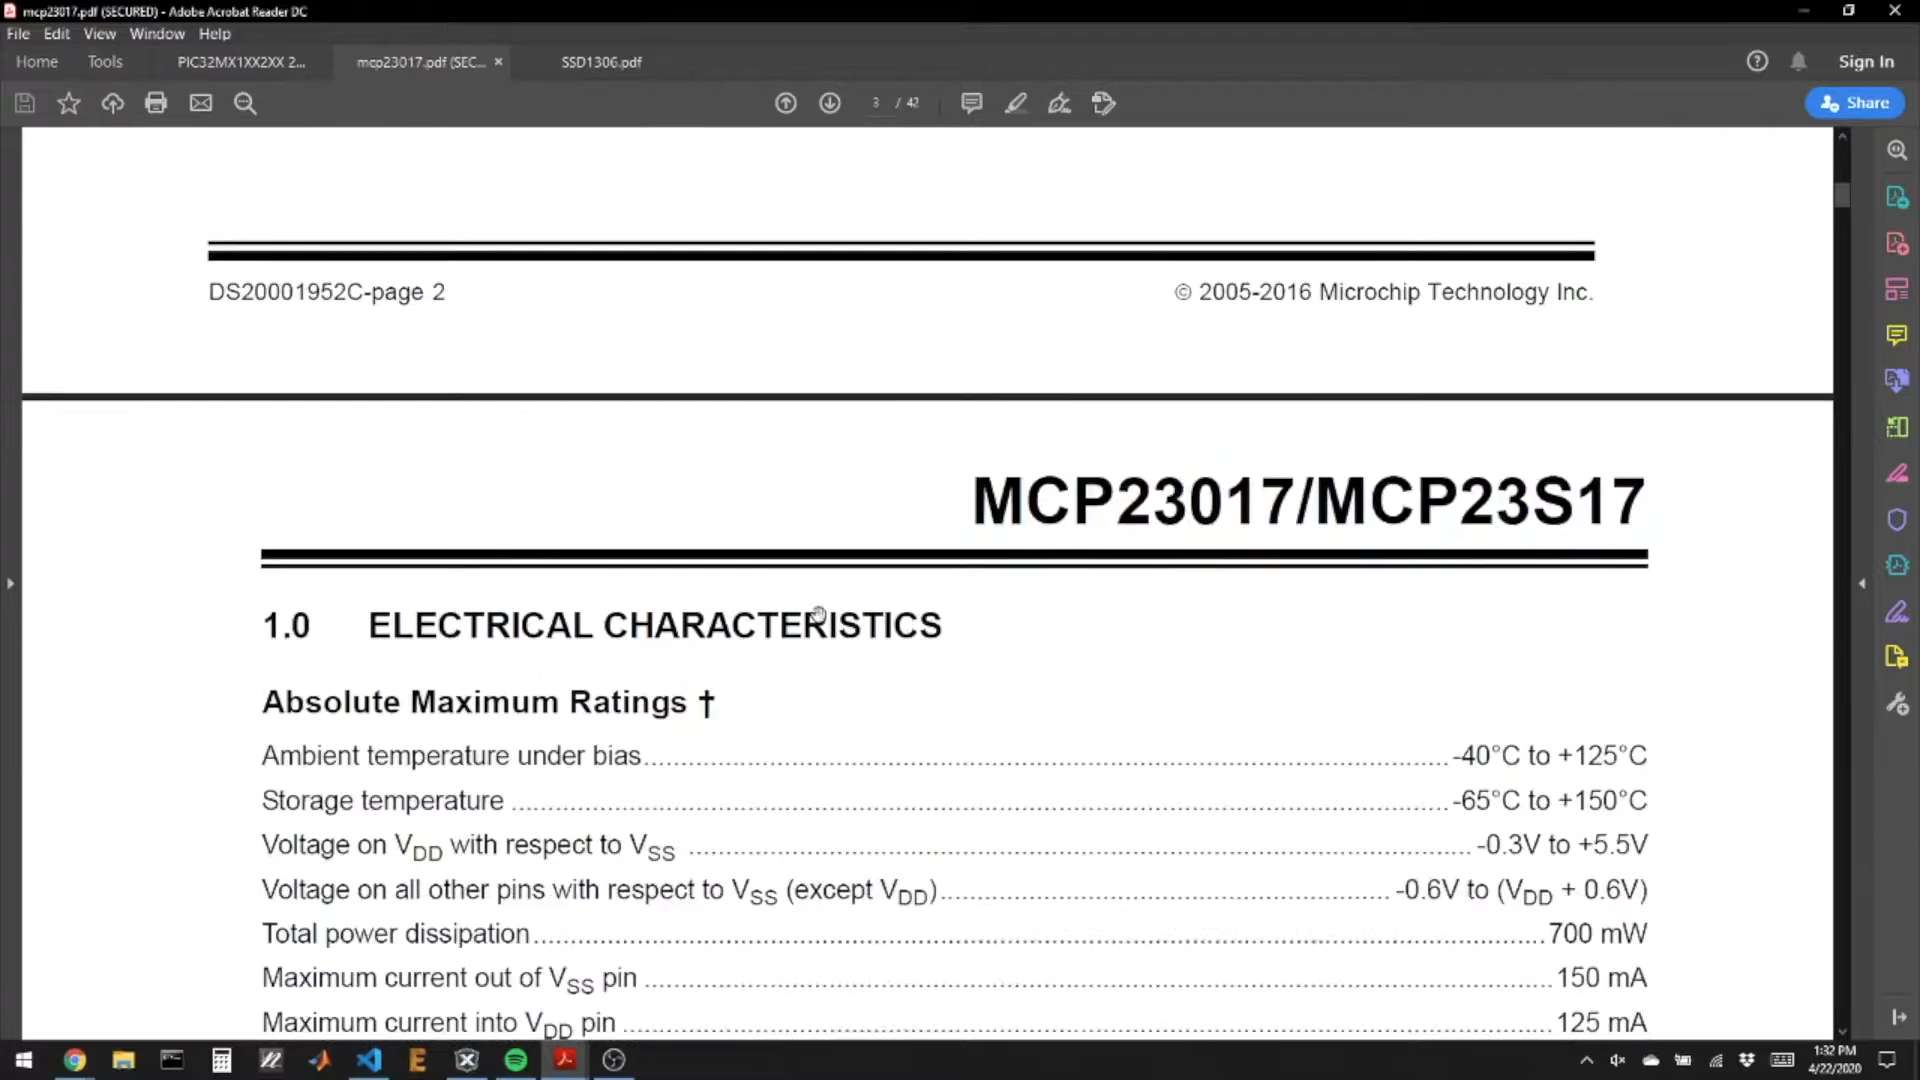 mcp23017.pdf (SECURED) - Adobe Acrobat Reader DC
File Edit View Window Help
Home Tools PIC32MX1XX2XX 2... mcp23017.pdf (SEC... × SSD1306.pdf Sign In
3 / 42 Share
DS20001952C-page 2 © 2005-2016 Microchip Technology Inc.
MCP23017/MCP23S17
1.0 ELECTRICAL CHARACTERISTICS
Absolute Maximum Ratings †
Ambient temperature under bias -40°C to +125°C
Storage temperature -65°C to +150°C
Voltage on VDD with respect to VSS -0.3V to +5.5V
Voltage on all other pins with respect to VSS (except VDD) -0.6V to (VDD + 0.6V)
Total power dissipation 700 mW
Maximum current out of VSS pin 150 mA
Maximum current into VDD pin 125 mA
1:32 PM
4/22/2020